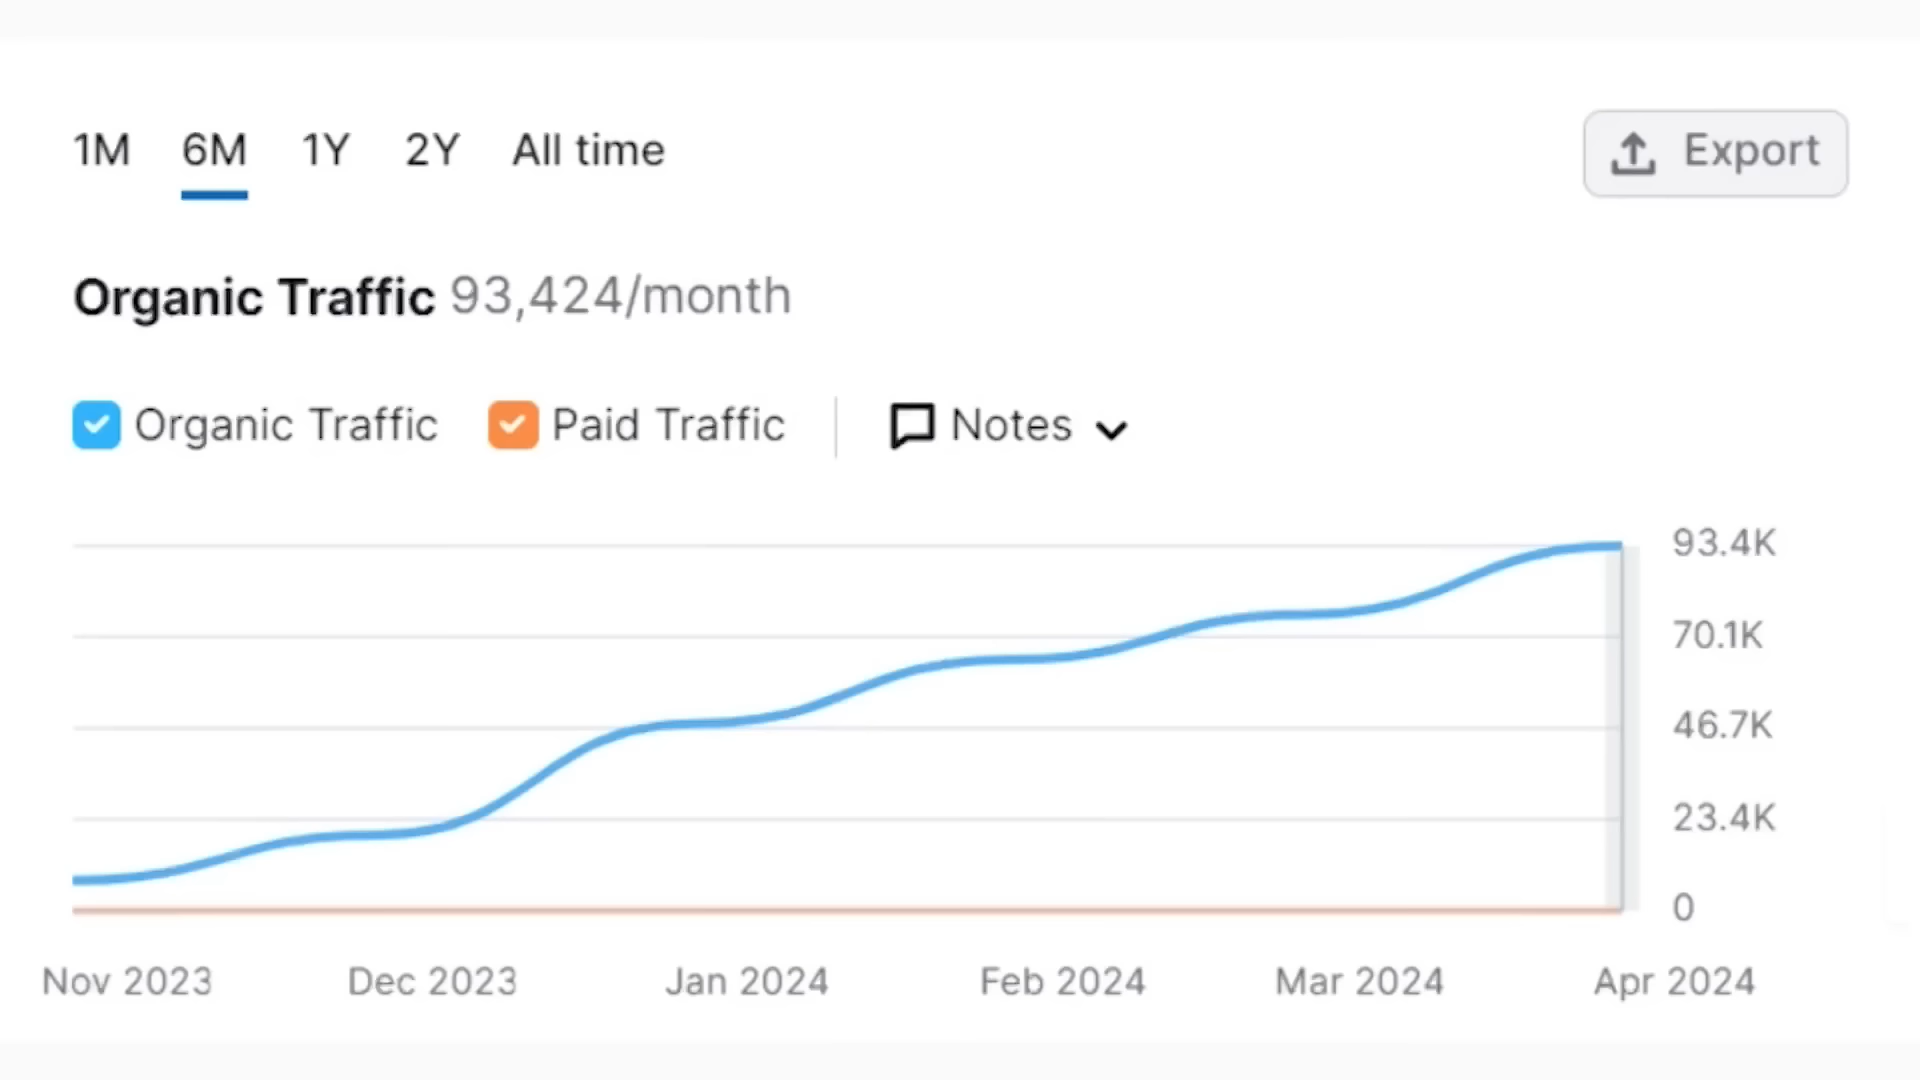 1M 6M 1Y 2Y All time Export
Organic Traffic 93,424/month
Organic Traffic Paid Traffic Notes
93.4K
70.1K
46.7K
23.4K
0
Nov 2023 Dec 2023 Jan 2024 Feb 2024 Mar 2024 Apr 2024